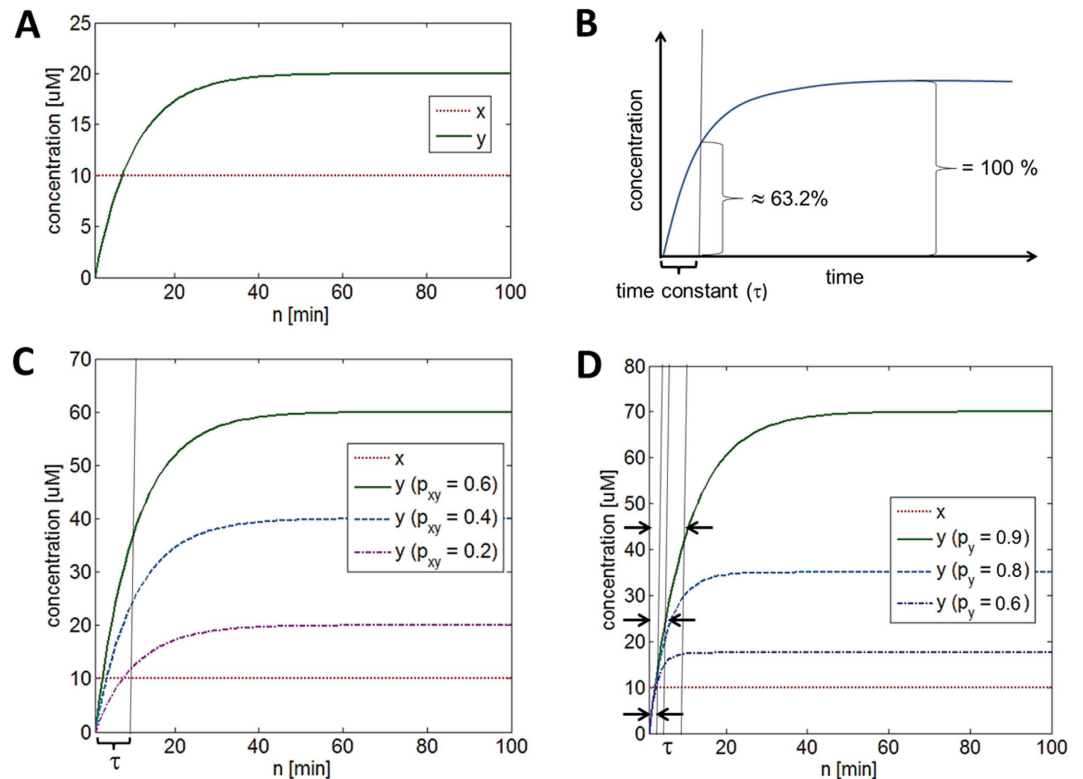 A
concentration [uM]
25
20
15
10
5
0
x
y
20
40
60
80
100
n [min]
B
concentration
≈ 63.2%
= 100 %
time
time constant (τ)
C
concentration [uM]
70
60
50
40
30
20
10
0
x
y (pxy = 0.6)
y (pxy = 0.4)
y (pxy = 0.2)
20
40
60
80
100
τ
n [min]
D
concentration [uM]
80
70
60
50
40
30
20
10
0
x
y (py = 0.9)
y (py = 0.8)
y (py = 0.6)
τ
20
40
60
80
100
n [min]